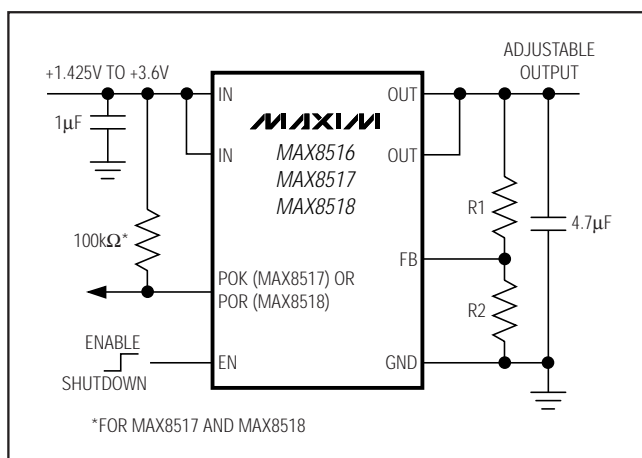 +1.425V TO +3.6V
ADJUSTABLE
OUTPUT
IN
OUT
1µF
MAXIM
IN
OUT
MAX8516
MAX8517
MAX8518
R1
4.7µF
100kΩ*
FB
POK (MAX8517) OR
POR (MAX8518)
R2
ENABLE
EN
GND
SHUTDOWN
*FOR MAX8517 AND MAX8518